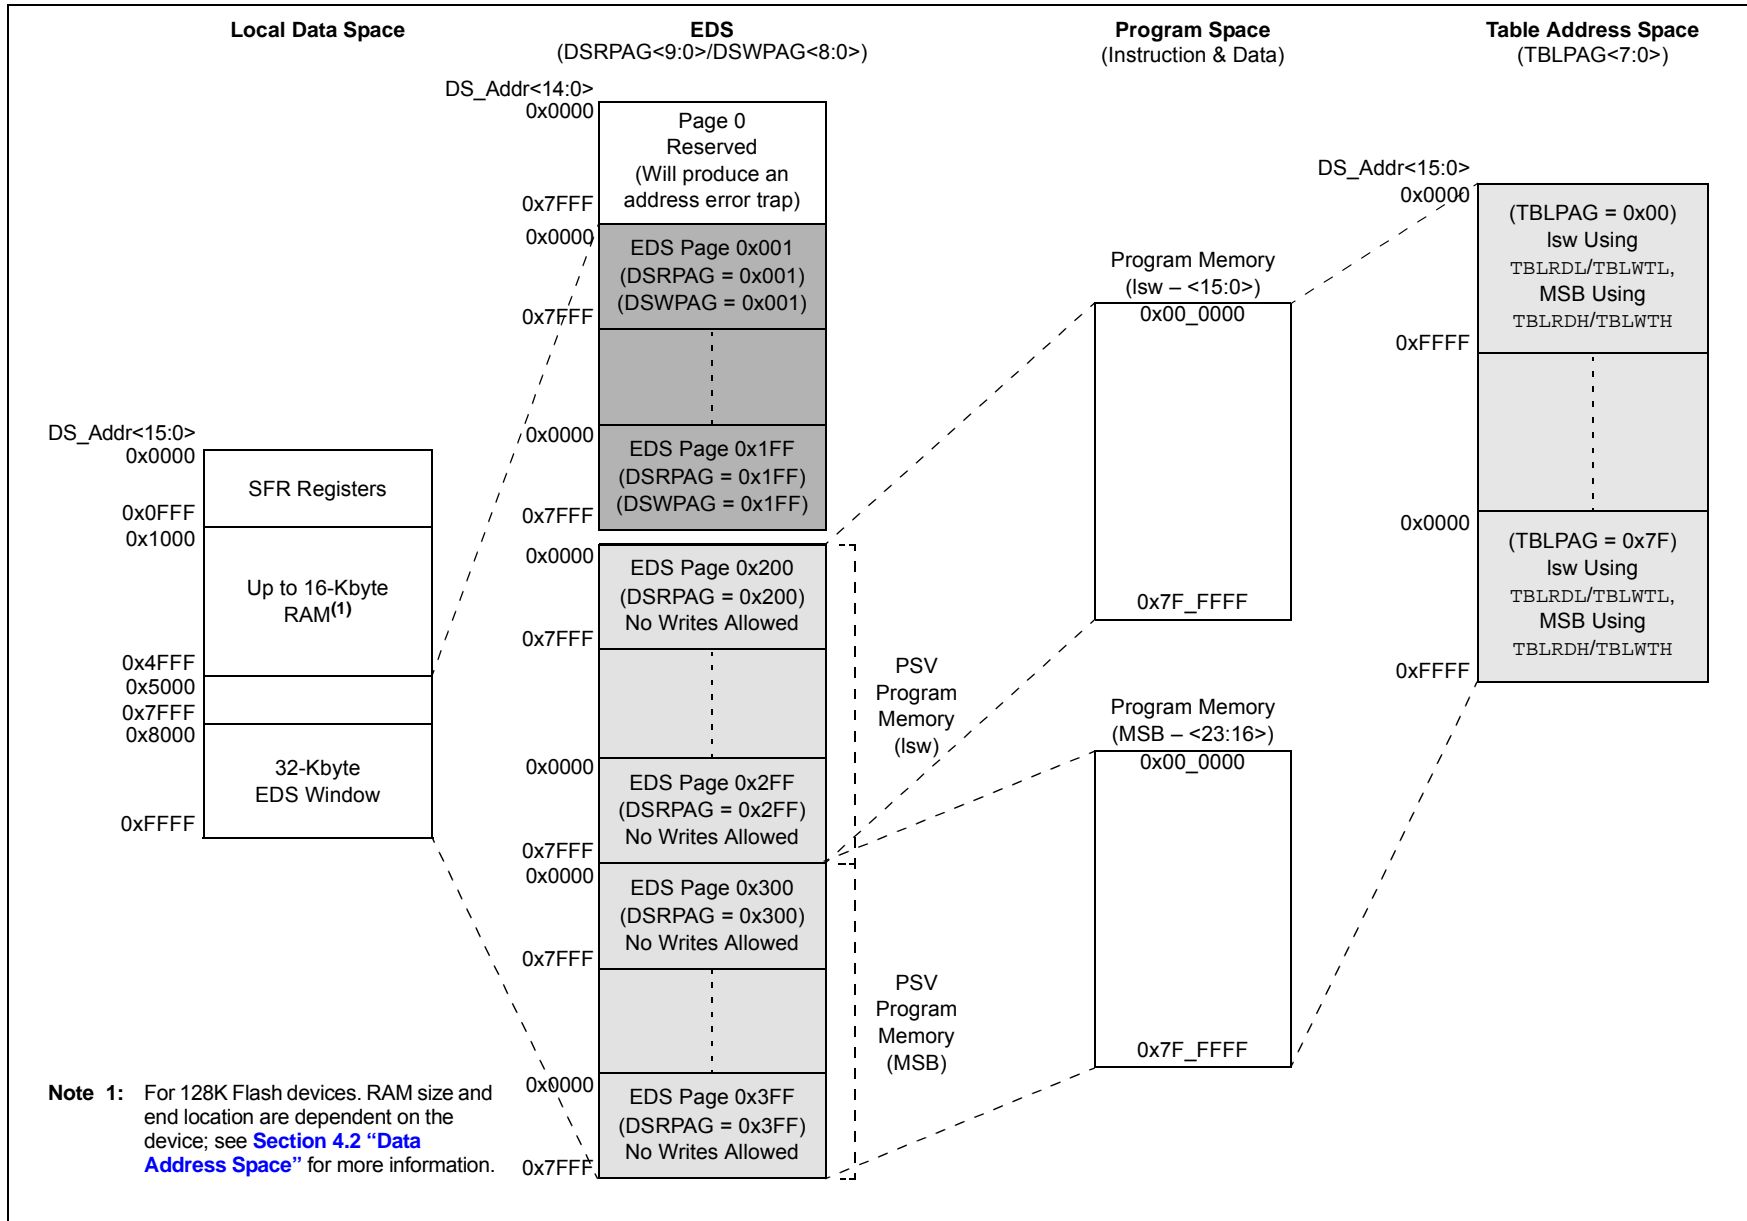 Local Data Space
EDS
(DSRPAG<9:0>/DSWPAG<8:0>)
Program Space
(Instruction & Data)
Table Address Space
(TBLPAG<7:0>)
DS_Addr<15:0>
0x0000
SFR Registers
0x0FFF
0x1000
Up to 16-Kbyte
RAM(1)
0x4FFF
0x5000
0x7FFF
0x8000
32-Kbyte
EDS Window
0xFFFF
DS_Addr<14:0>
0x0000
Page 0
Reserved
(Will produce an
address error trap)
0x7FFF
0x0000
EDS Page 0x001
(DSRPAG = 0x001)
(DSWPAG = 0x001)
0x7FFF
0x0000
EDS Page 0x1FF
(DSRPAG = 0x1FF)
(DSWPAG = 0x1FF)
0x7FFF
0x0000
EDS Page 0x200
(DSRPAG = 0x200)
No Writes Allowed
0x7FFF
0x0000
EDS Page 0x2FF
(DSRPAG = 0x2FF)
No Writes Allowed
0x7FFF
0x0000
EDS Page 0x300
(DSRPAG = 0x300)
No Writes Allowed
0x7FFF
0x0000
EDS Page 0x3FF
(DSRPAG = 0x3FF)
No Writes Allowed
0x7FFF
PSV
Program
Memory
(lsw)
PSV
Program
Memory
(MSB)
Program Memory
(lsw – <15:0>)
0x00_0000
0x7F_FFFF
Program Memory
(MSB – <23:16>)
0x00_0000
0x7F_FFFF
DS_Addr<15:0>
0x0000
(TBLPAG = 0x00)
lsw Using
TBLRDL/TBLWTL,
MSB Using
TBLRDH/TBLWTH
0xFFFF
0x0000
(TBLPAG = 0x7F)
lsw Using
TBLRDL/TBLWTL,
MSB Using
TBLRDH/TBLWTH
0xFFFF
Note 1: For 128K Flash devices. RAM size and
end location are dependent on the
device; see Section 4.2 “Data
Address Space” for more information.